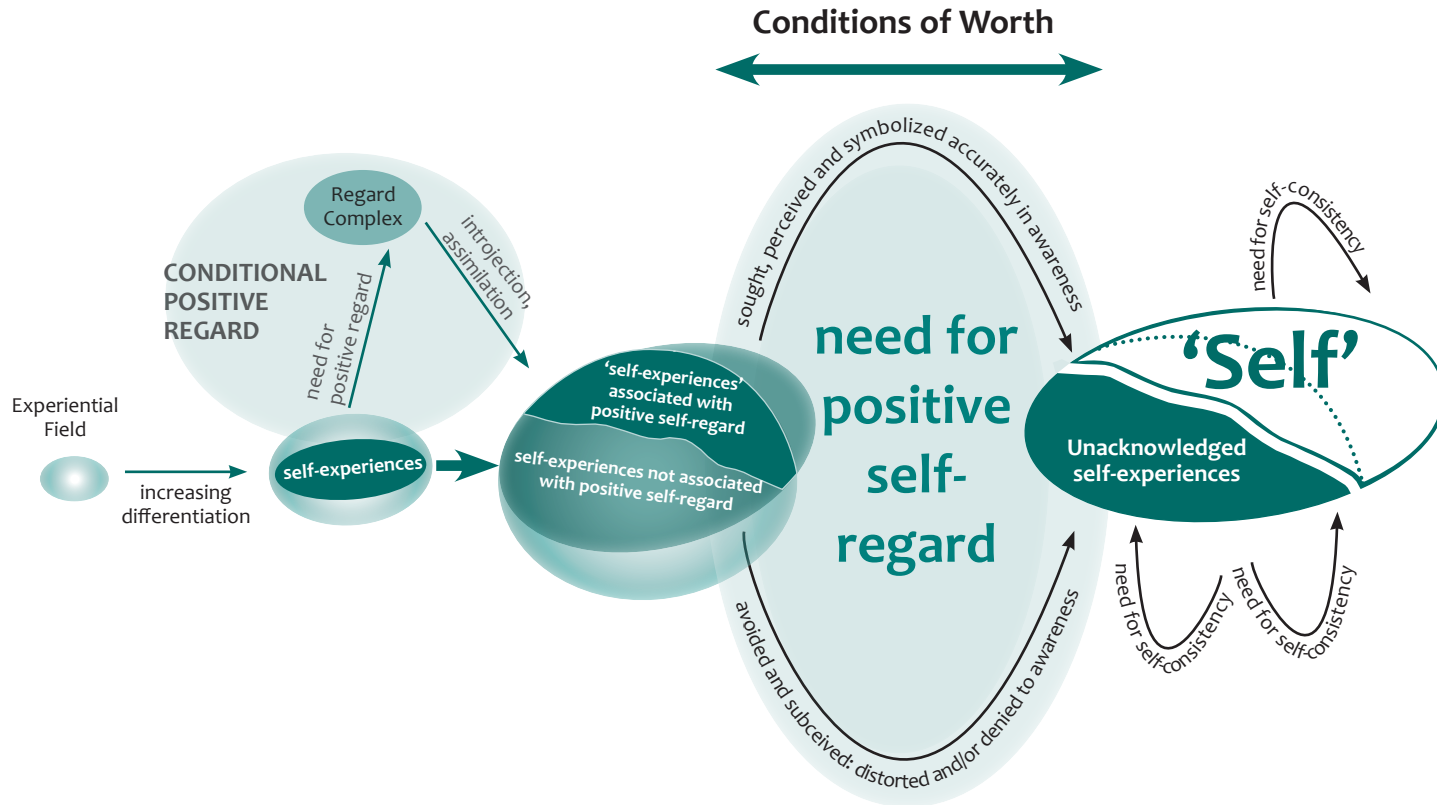 Conditions of Worth
Regard
Complex
CONDITIONAL
POSITIVE
REGARD
need for
positive regard
introjection,
assimilation
Experiential
Field
increasing
differentiation
self-experiences
‘self-experiences’
associated with
positive self-regard
self-experiences not associated
with positive self-regard
sought, perceived and symbolized accurately in awareness
need for
positive
self-
regard
avoided and subceived: distorted and/or denied to awareness
need for self-consistency
‘Self’
Unacknowledged
self-experiences
need for self-consistency
need for self-consistency